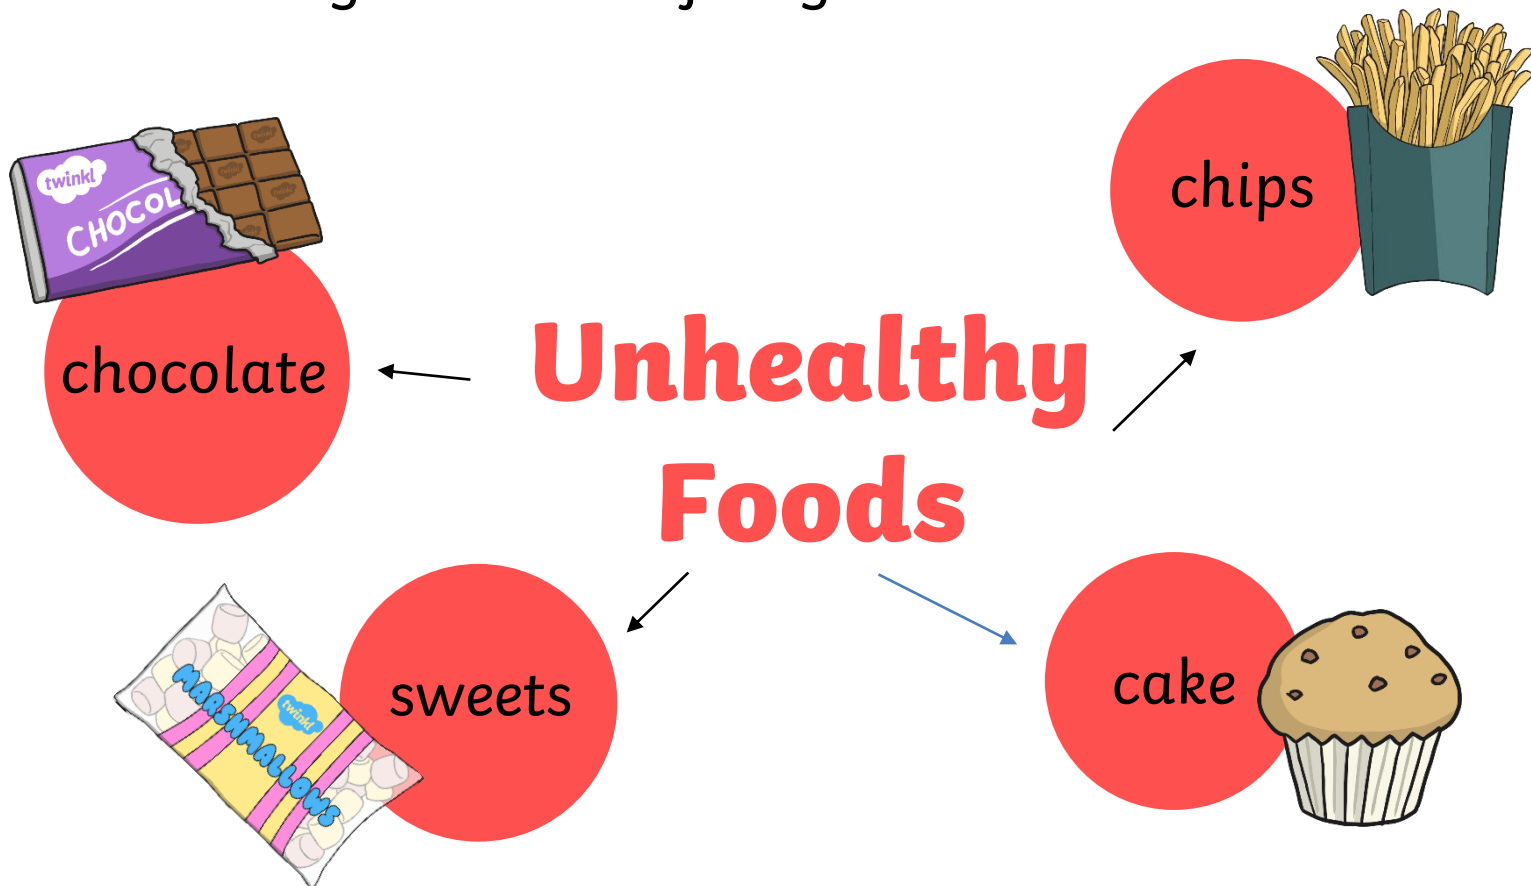 chips
twinkl
CHOCOL
chocolate
Unhealthy
Foods
sweets
twinkl
MARSHMALLOWS
cake